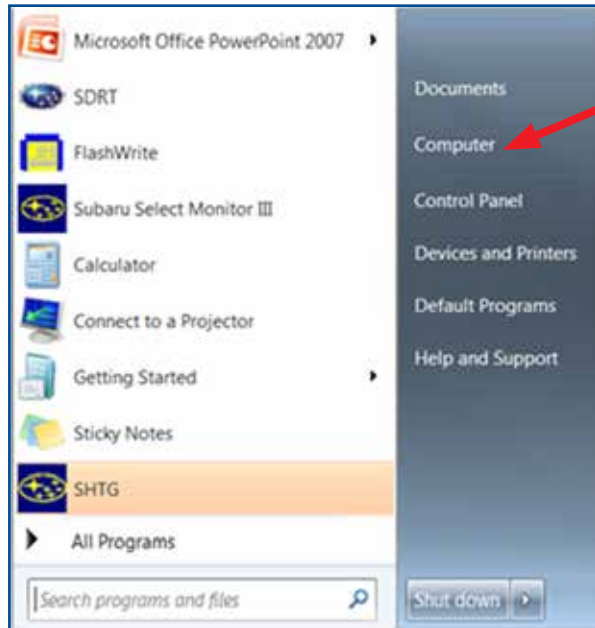 Microsoft Office PowerPoint 2007
SDRT
FlashWrite
Subaru Select Monitor III
Calculator
Connect to a Projector
Getting Started
Sticky Notes
SHTG
All Programs
Search programs and files
Documents
Computer
Control Panel
Devices and Printers
Default Programs
Help and Support
Shut down